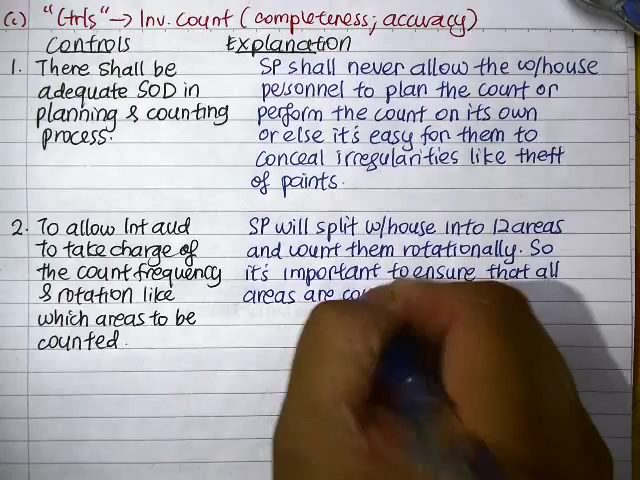 (c) "Ctrls" → Inv. Count (completeness; accuracy)
Controls Explanation
1. There shall be SP shall never allow the w/house
adequate SOD in personnel to plan the count or
planning & counting perform the count on its own
process. or else it's easy for them to
conceal irregularities like theft
of paints.
2. To allow Int aud SP will split w/house into 12 areas
to take charge of and count them rotationally. So
the count frequency it's important to ensure that all
& rotation like areas are cou
which areas to be
counted.